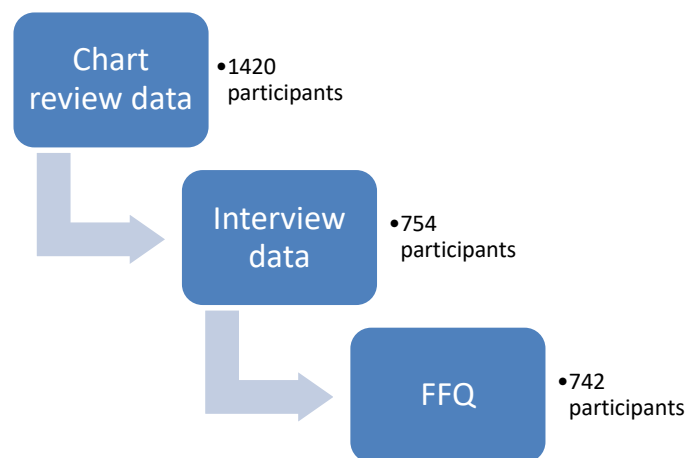 Chart
review data
•1420
participants
Interview
data
•754
participants
FFQ
•742
participants